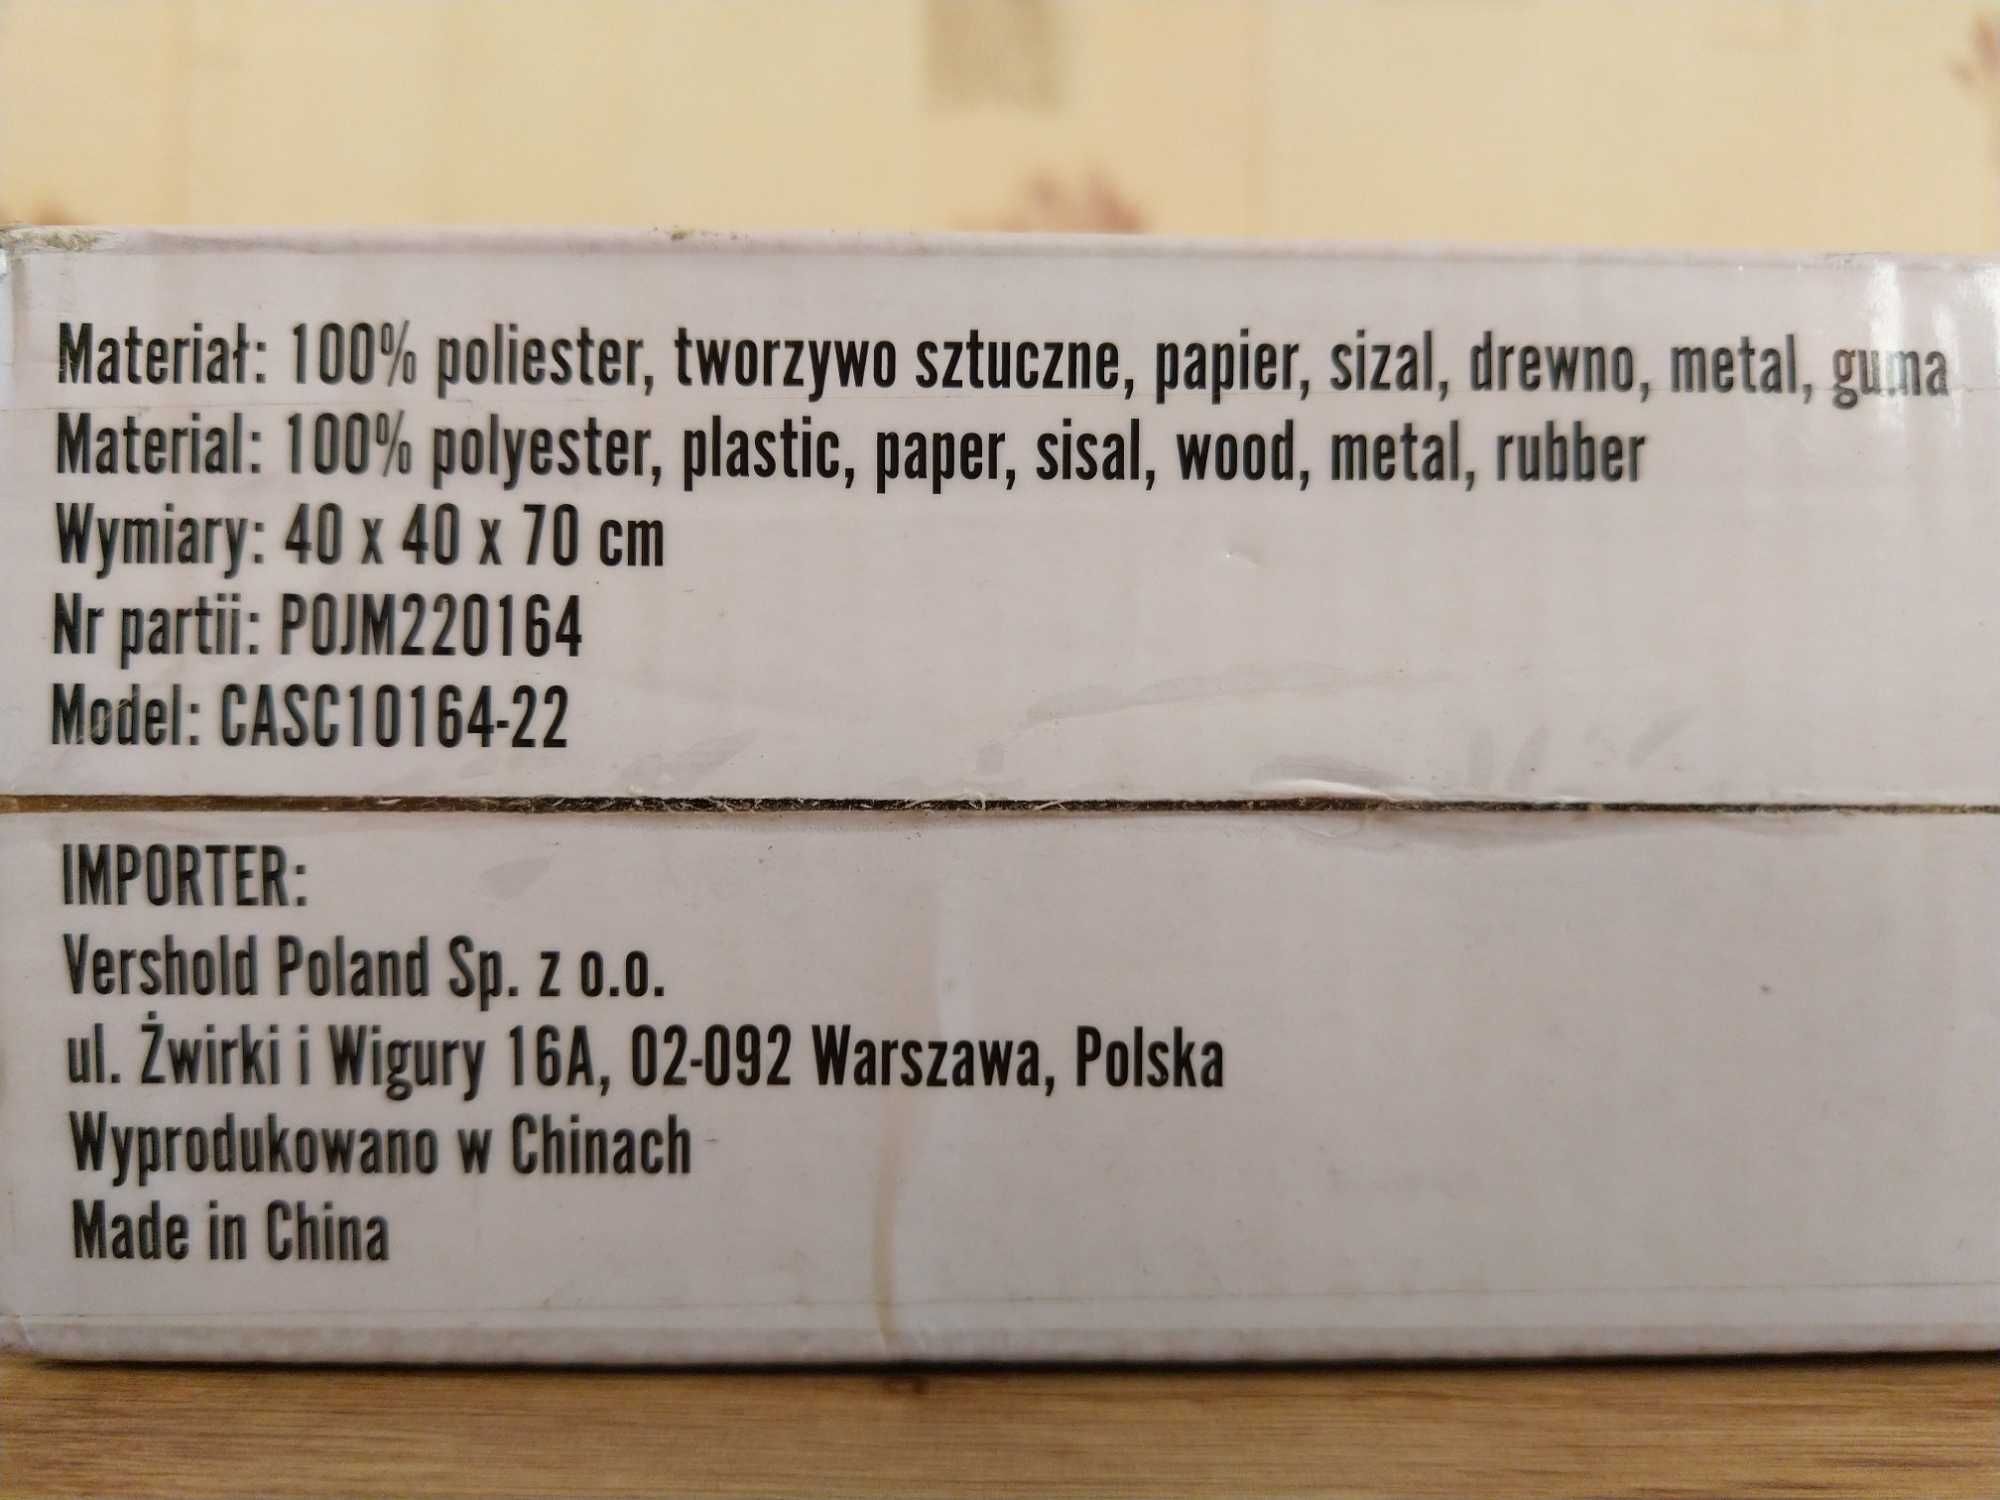 Materiał: 100% poliester, tworzywo sztuczne, papier, sizal, drewno, metal, guma
Material: 100% polyester, plastic, paper, sisal, wood, metal, rubber
Wymiary: 40 x 40 x 70 cm
Nr partii: POJM220164
Model: CASC10164-22
IMPORTER:
Vershold Poland Sp. z o.o.
ul. Żwirki i Wigury 16A, 02-092 Warszawa, Polska
Wyprodukowano w Chinach
Made in China